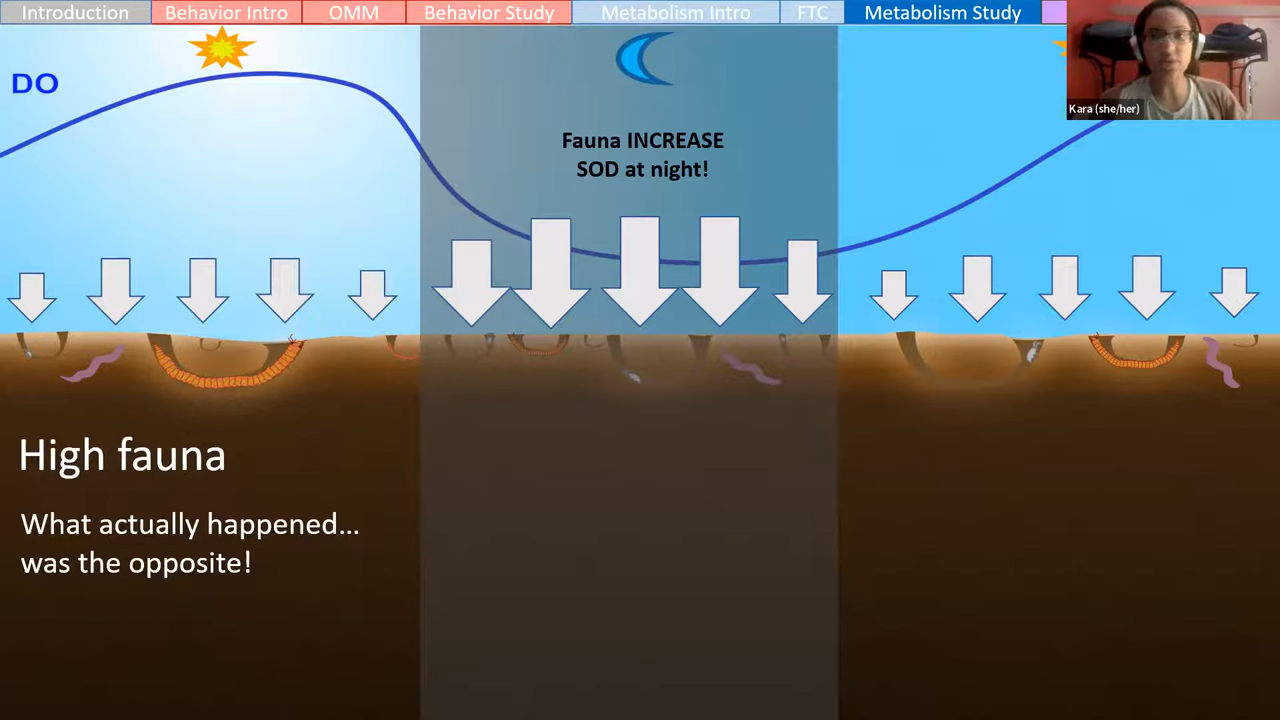 Introduction
Behavior Intro
OMM
Behavior Study
Metabolism Intro
FTC
Metabolism Study
Kara (she/her)
DO
Fauna INCREASE
SOD at night!
High fauna
What actually happened...
was the opposite!